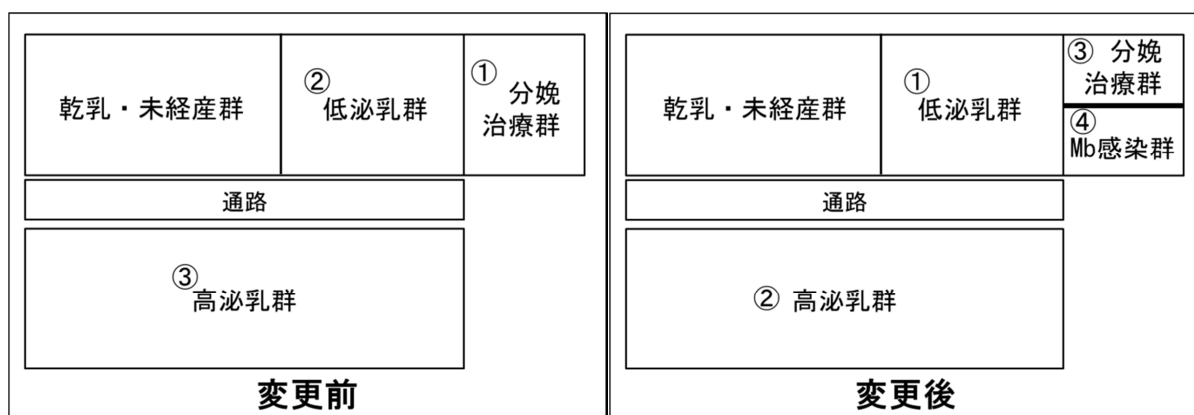 乾乳・未経産群
②
低泌乳群
①
分娩
治療群
通路
③
高泌乳群
変更前
乾乳・未経産群
①
低泌乳群
③ 分娩
治療群
④
Mb感染群
通路
② 高泌乳群
変更後